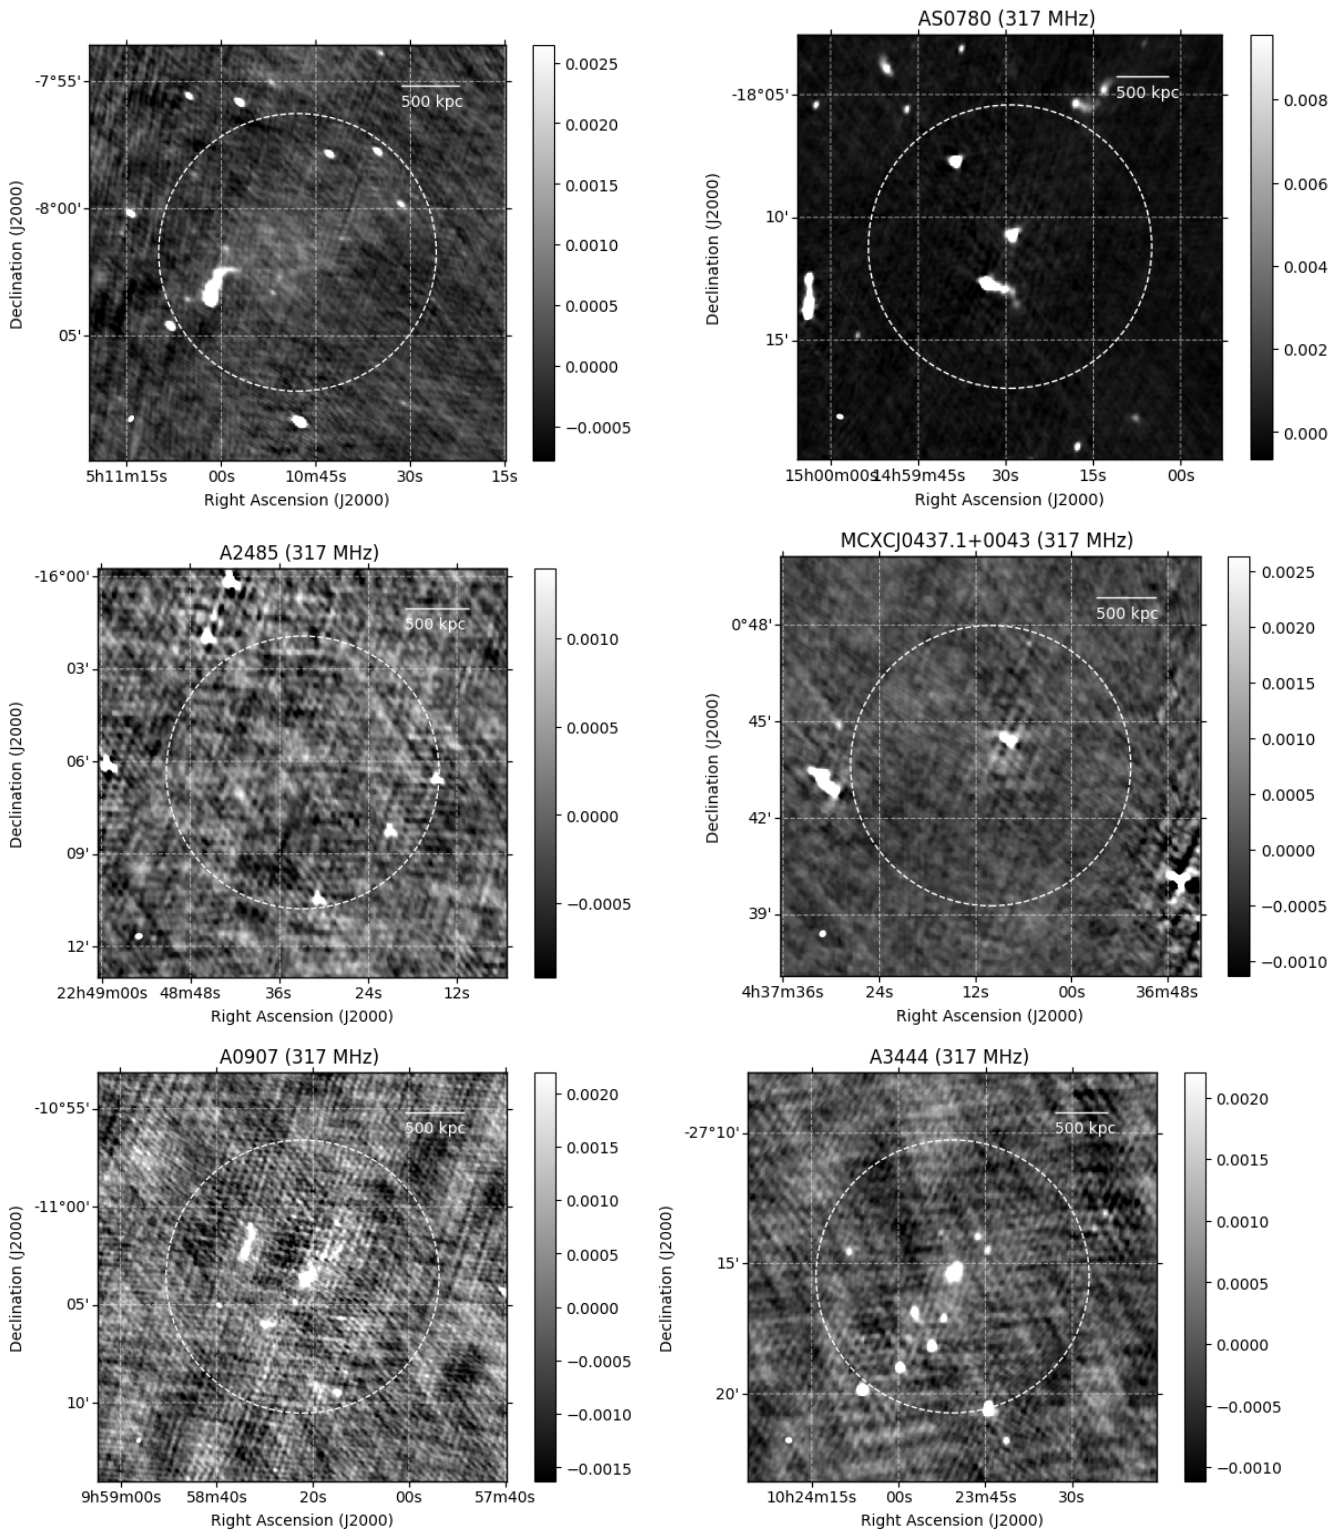 -7°55'
-8°00'
05'
5h11m15s 00s 10m45s 30s 15s
Right Ascension (J2000)
Declination (J2000)
500 kpc
0.0025
0.0020
0.0015
0.0010
0.0005
0.0000
−0.0005
AS0780 (317 MHz)
-18°05'
10'
15'
15h00m00s 14h59m45s 30s 15s 00s
Right Ascension (J2000)
Declination (J2000)
500 kpc
0.008
0.006
0.004
0.002
0.000
A2485 (317 MHz)
-16°00'
03'
06'
09'
12'
22h49m00s 48m48s 36s 24s 12s
Right Ascension (J2000)
Declination (J2000)
500 kpc
0.0010
0.0005
0.0000
−0.0005
MCXCJ0437.1+0043 (317 MHz)
0°48'
45'
42'
39'
4h37m36s 24s 12s 00s 36m48s
Right Ascension (J2000)
Declination (J2000)
500 kpc
0.0025
0.0020
0.0015
0.0010
0.0005
0.0000
−0.0005
−0.0010
A0907 (317 MHz)
-10°55'
-11°00'
05'
10'
9h59m00s 58m40s 20s 00s 57m40s
Right Ascension (J2000)
Declination (J2000)
500 kpc
0.0020
0.0015
0.0010
0.0005
0.0000
−0.0005
−0.0010
−0.0015
A3444 (317 MHz)
-27°10'
15'
20'
10h24m15s 00s 23m45s 30s
Right Ascension (J2000)
Declination (J2000)
500 kpc
0.0020
0.0015
0.0010
0.0005
0.0000
−0.0005
−0.0010